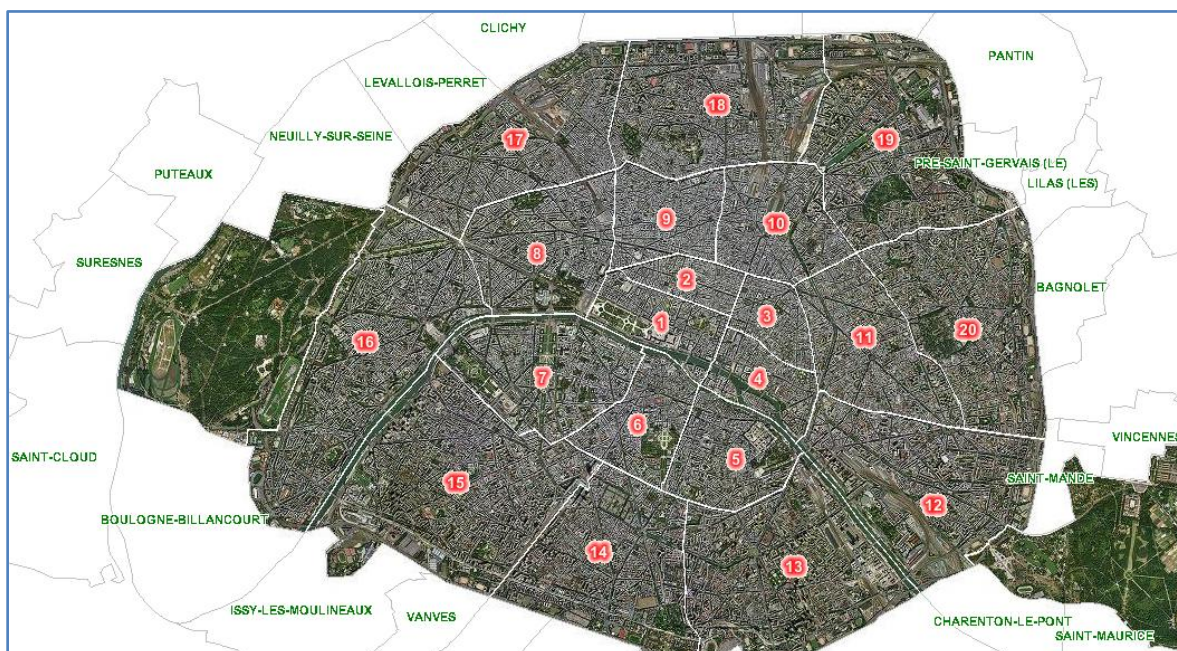 CLICHY
PANTIN
LEVALLOIS-PERRET
18
NEUILLY-SUR-SEINE
17
19
PRE-SAINT-GERVAIS (LE)
PUTEAUX
LILAS (LES)
9
10
8
SURESNES
2
BAGNOLET
3
1
20
11
16
7
4
6
VINCENNES
SAINT-CLOUD
5
SAINT-MANDE
15
12
BOULOGNE-BILLANCOURT
14
13
ISSY-LES-MOULINEAUX
VANVES
CHARENTON-LE-PONT
SAINT-MAURICE